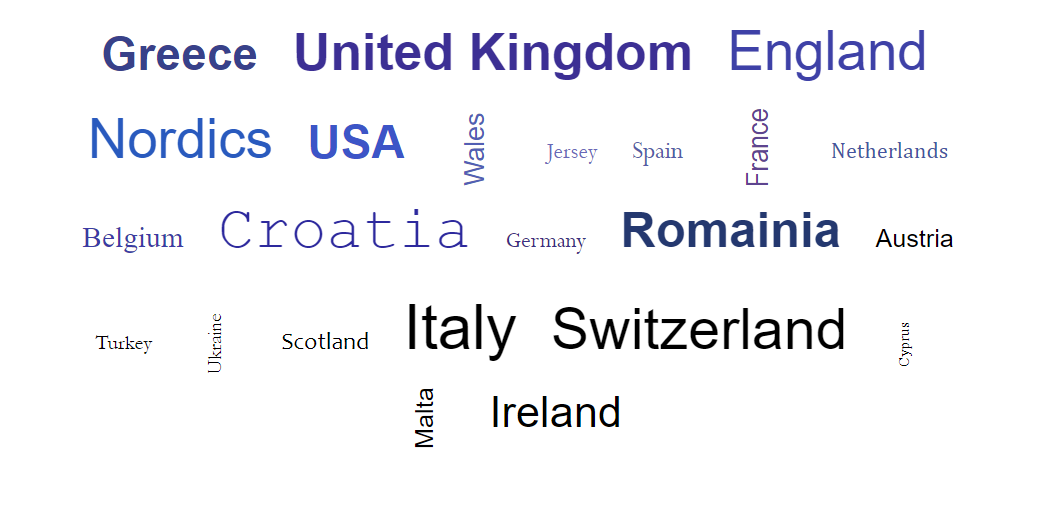 Greece United Kingdom England
Nordics USA Wales Jersey Spain France Netherlands
Belgium Croatia Germany Romainia Austria
Turkey Ukraine Scotland Italy Switzerland Cyprus
Malta Ireland